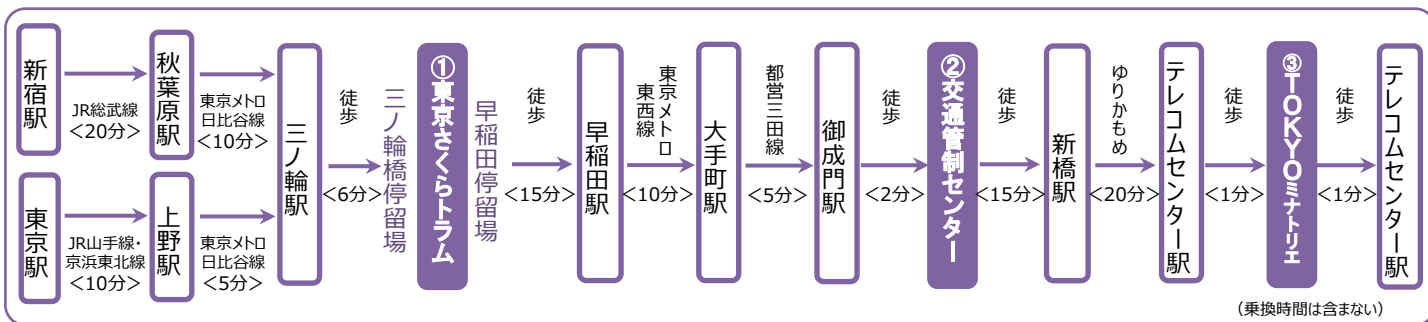 新宿駅
JR総武線
<20分>
秋葉原駅
東京メトロ
日比谷線
<10分>
東京駅
JR山手線・
京浜東北線
<10分>
上野駅
東京メトロ
日比谷線
<5分>
三ノ輪駅
徒歩
<6分>
三ノ輪橋停留場
①東京さくらトラム
早稲田停留場
徒歩
<15分>
早稲田駅
東京メトロ
東西線
<10分>
大手町駅
都営三田線
<5分>
御成門駅
徒歩
<2分>
②交通管制センター
徒歩
<15分>
新橋駅
ゆりかもめ
<20分>
テレコムセンター駅
徒歩
<1分>
③TOKYOミナトリエ
徒歩
<1分>
テレコムセンター駅
(乗換時間は含まない)